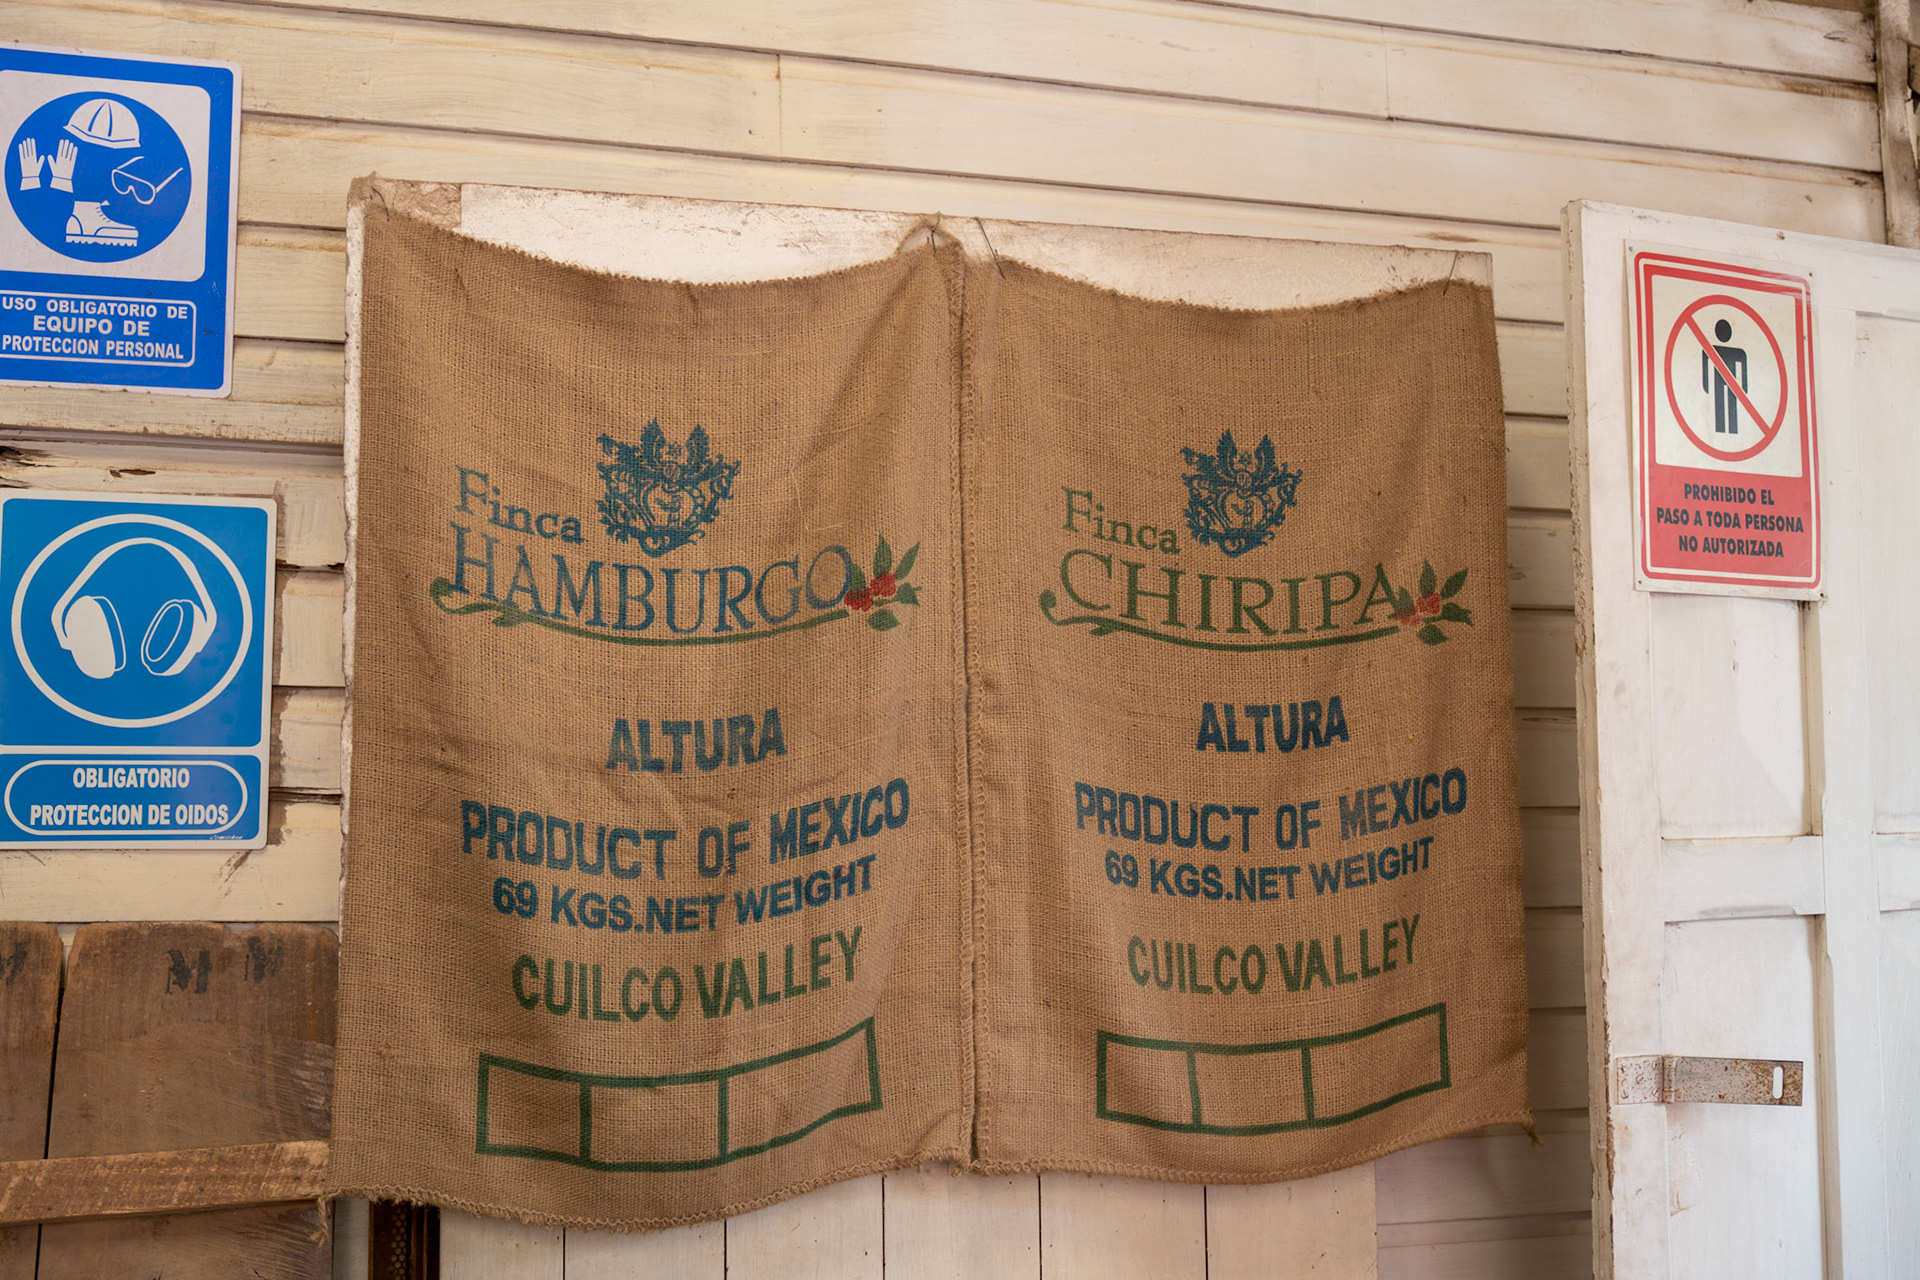 USO OBLIGATORIO DE
EQUIPO DE
PROTECCION PERSONAL
OBLIGATORIO
PROTECCION DE OIDOS
Finca
HAMBURGO
ALTURA
PRODUCT OF MEXICO
69 KGS.NET WEIGHT
CUILCO VALLEY
Finca
CHIRIPA
ALTURA
PRODUCT OF MEXICO
69 KGS.NET WEIGHT
CUILCO VALLEY
PROHIBIDO EL
PASO A TODA PERSONA
NO AUTORIZADA